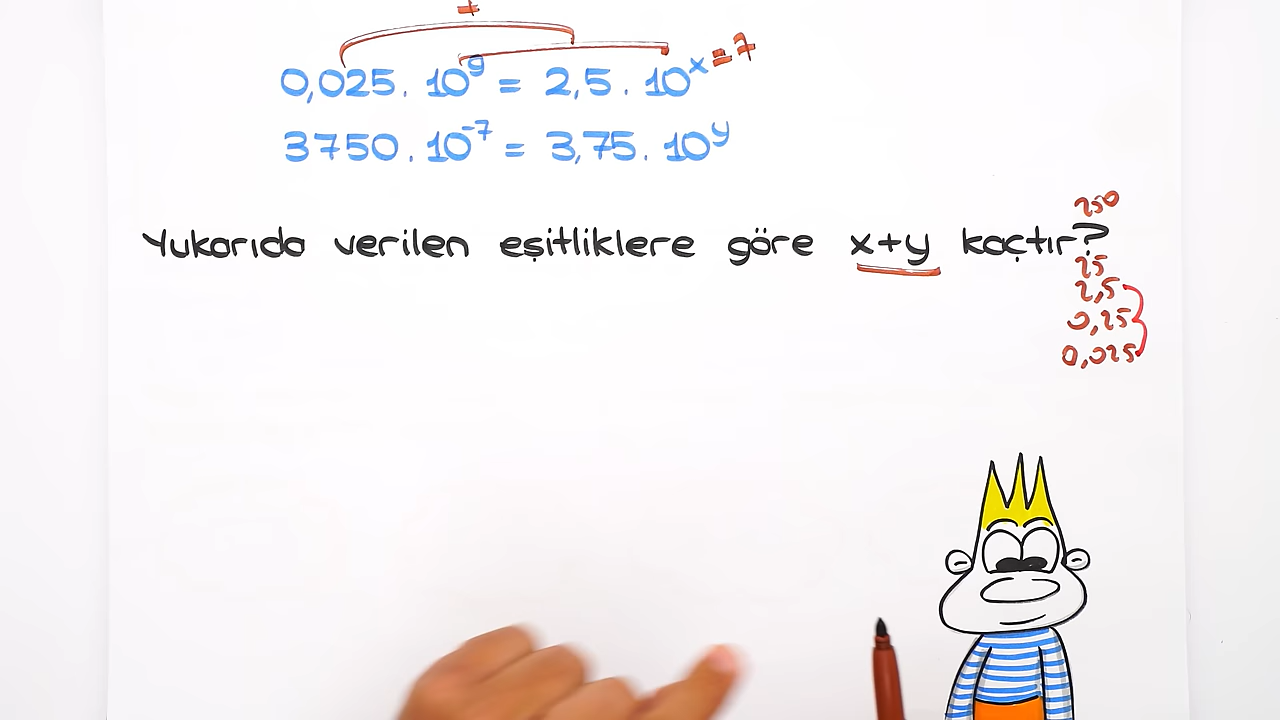 +
0,025 . 10⁹ = 2,5 . 10ˣ = 7
3750 . 10⁻⁷ = 3,75 . 10ʸ
Yukarıda verilen eşitliklere göre x+y kaçtır?
250
25
2,5
0,25
0,025